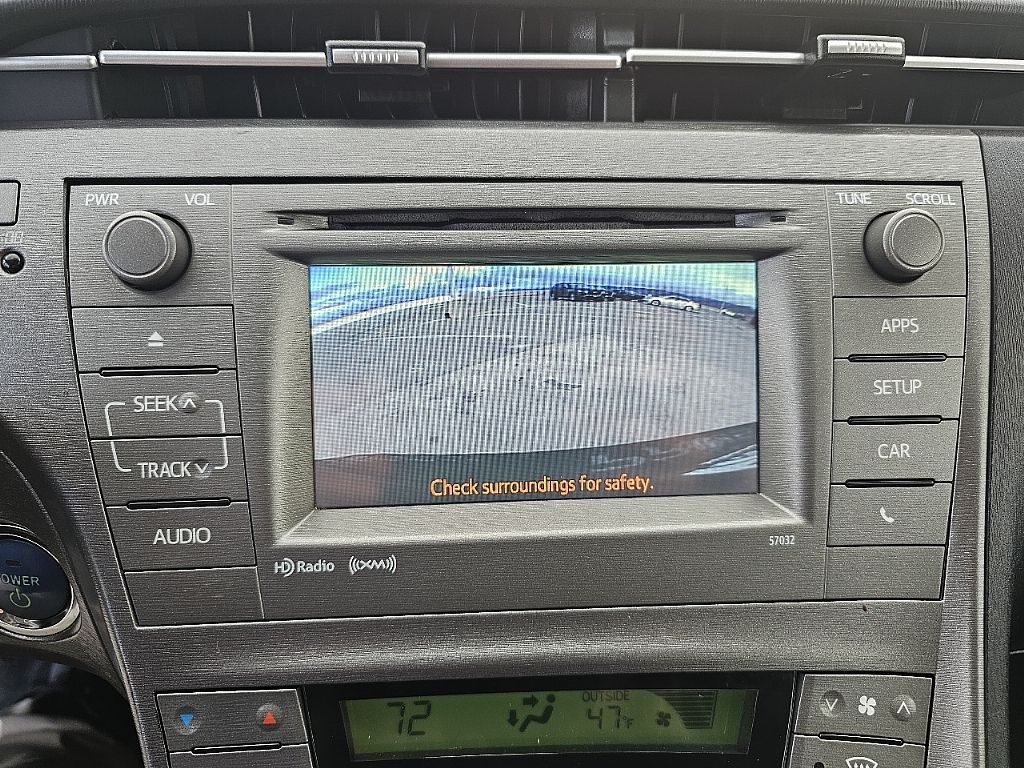 PWR
VOL
TUNE
SCROLL
APPS
SEEK
SETUP
TRACK
CAR
Check surroundings for safety.
AUDIO
57032
HD Radio
((XM))
POWER
OUTSIDE
72
47°F